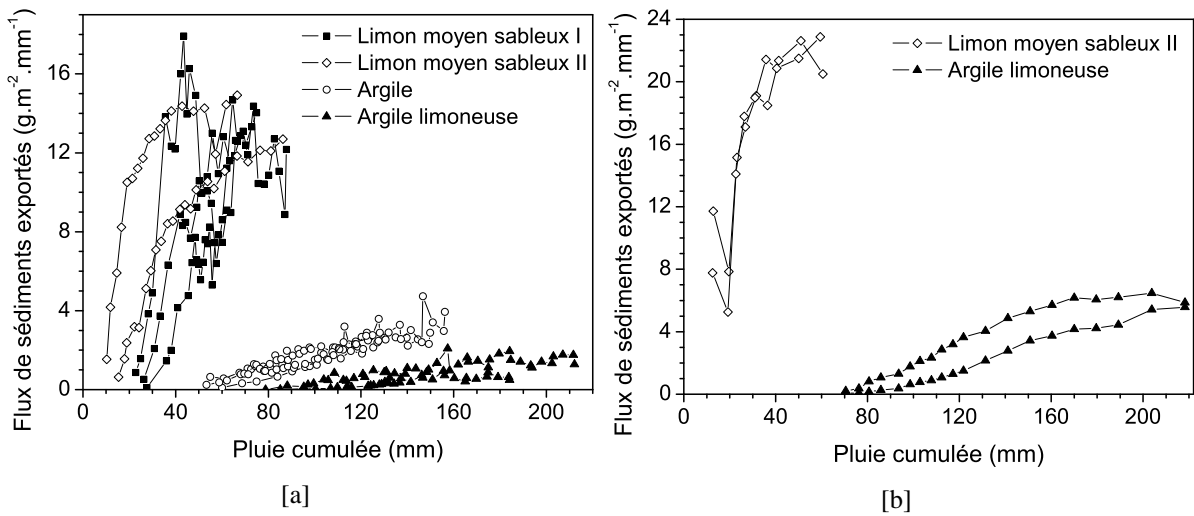 Flux de sédiments exportés (g.m-2.mm-1)
16
12
8
4
0
Limon moyen sableux I
Limon moyen sableux II
Argile
Argile limoneuse
0 40 80 120 160 200
Pluie cumulée (mm)
[a]
Flux de sédiments exportés (g.m-2.mm-1)
24
20
16
12
8
4
0
Limon moyen sableux II
Argile limoneuse
0 40 80 120 160 200
Pluie cumulée (mm)
[b]